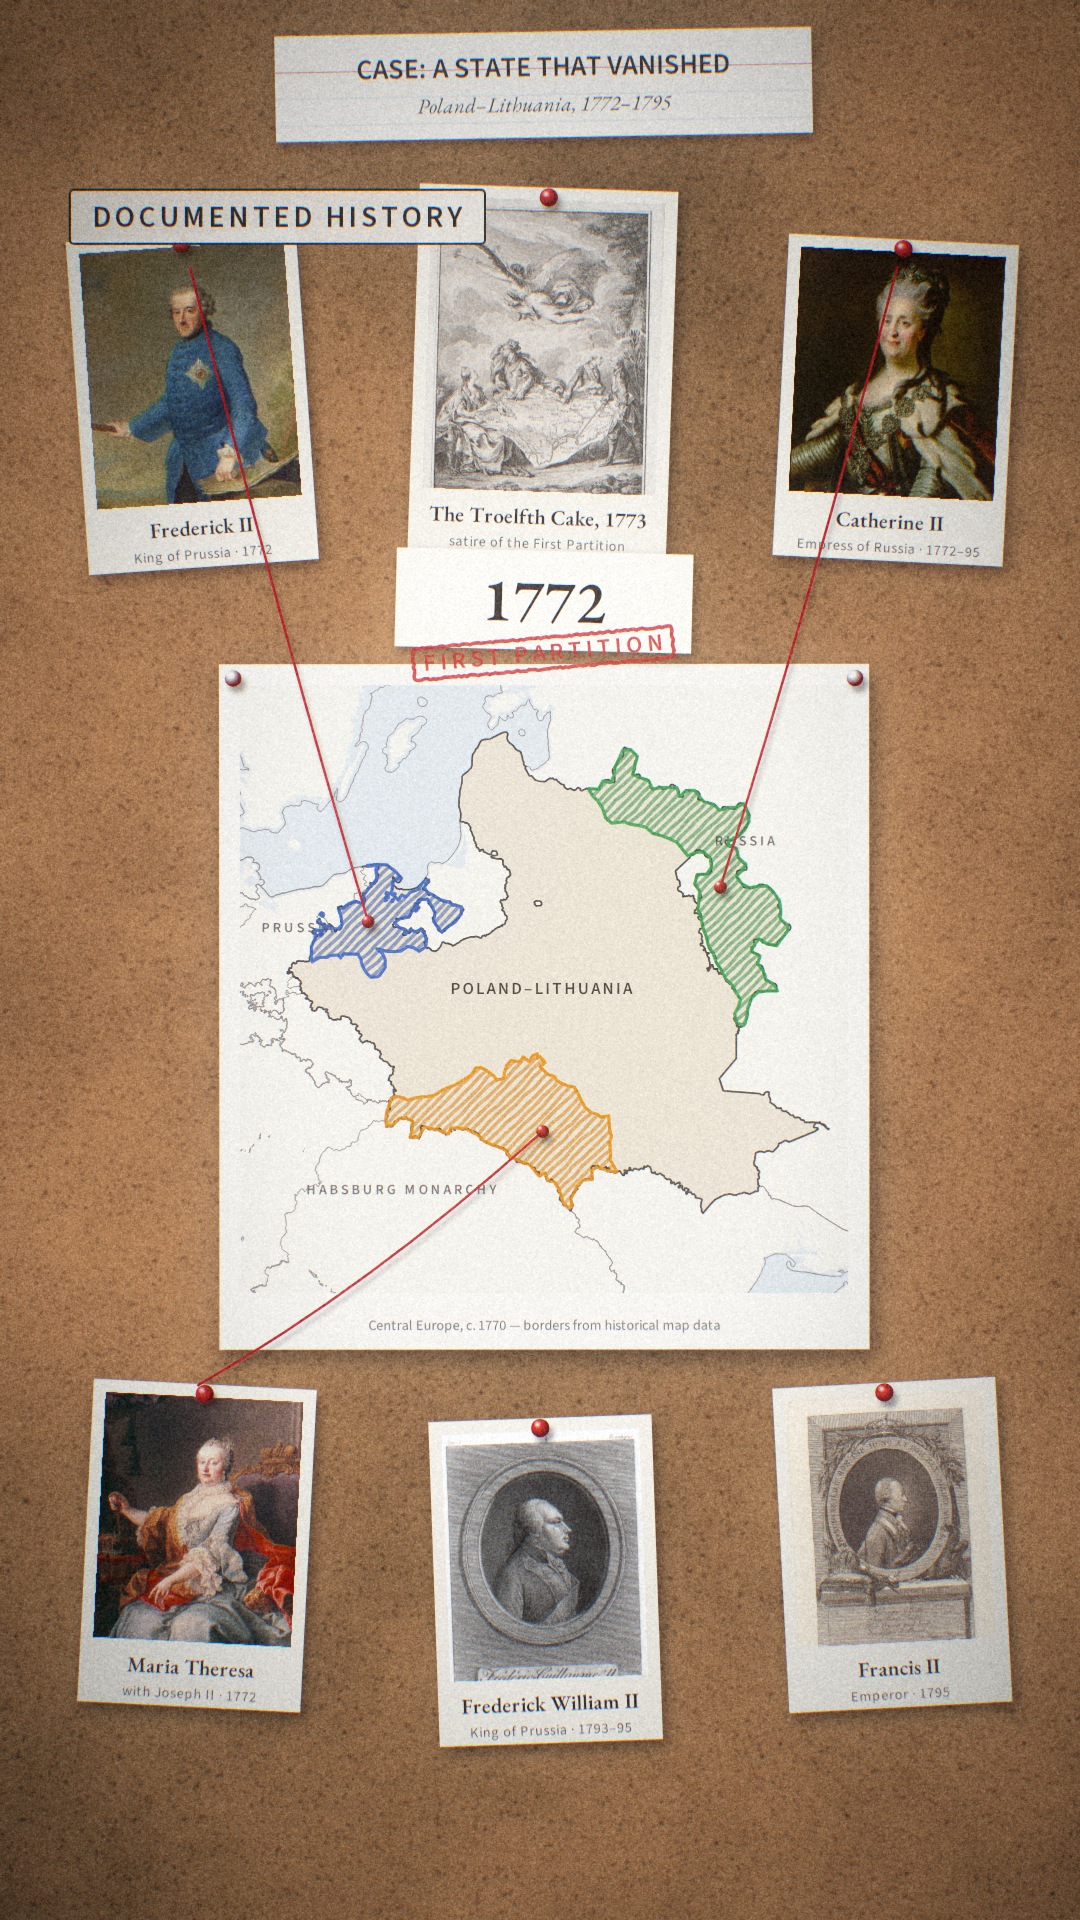 CASE: A STATE THAT VANISHED
Poland–Lithuania, 1772–1795
DOCUMENTED HISTORY
Frederick II
King of Prussia · 1772
The Troelfth Cake, 1773
satire of the First Partition
Catherine II
Empress of Russia · 1772–95
1772
FIRST PARTITION
RUSSIA
PRUSSIA
POLAND–LITHUANIA
HABSBURG MONARCHY
Central Europe, c. 1770 — borders from historical map data
Maria Theresa
with Joseph II · 1772
Frederick William II
King of Prussia · 1793–95
Francis II
Emperor · 1795